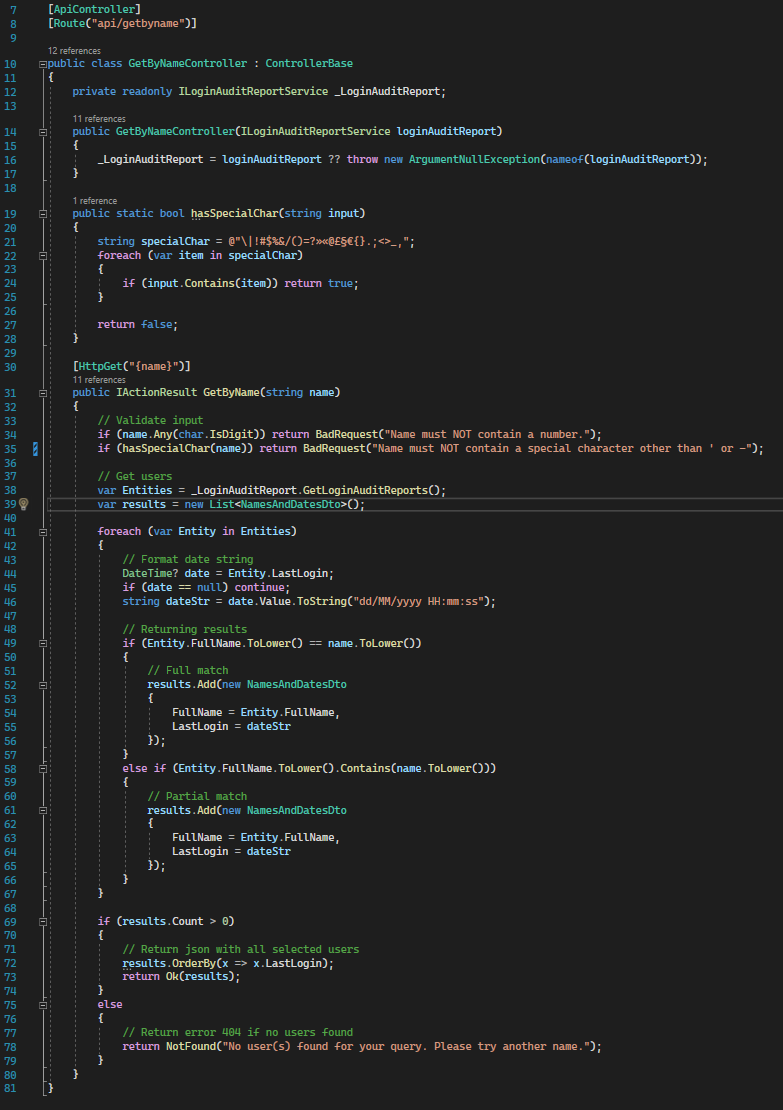 7 [ApiController]
8 [Route("api/getbyname")]
9
12 references
10 public class GetByNameController : ControllerBase
11 {
12 private readonly ILoginAuditReportService _LoginAuditReport;
13
11 references
14 public GetByNameController(ILoginAuditReportService loginAuditReport)
15 {
16 _LoginAuditReport = loginAuditReport ?? throw new ArgumentNullException(nameof(loginAuditReport));
17 }
18
1 reference
19 public static bool hasSpecialChar(string input)
20 {
21 string specialChar = @"\|!#$%&/()=?»«@£§€{}.;<>_,";
22 foreach (var item in specialChar)
23 {
24 if (input.Contains(item)) return true;
25 }
26
27 return false;
28 }
29
30 [HttpGet("{name}")]
11 references
31 public IActionResult GetByName(string name)
32 {
33 // Validate input
34 if (name.Any(char.IsDigit)) return BadRequest("Name must NOT contain a number.");
35 if (hasSpecialChar(name)) return BadRequest("Name must NOT contain a special character other than ' or -");
36
37 // Get users
38 var Entities = _LoginAuditReport.GetLoginAuditReports();
39 var results = new List<NamesAndDatesDto>();
40
41 foreach (var Entity in Entities)
42 {
43 // Format date string
44 DateTime? date = Entity.LastLogin;
45 if (date == null) continue;
46 string dateStr = date.Value.ToString("dd/MM/yyyy HH:mm:ss");
47
48 // Returning results
49 if (Entity.FullName.ToLower() == name.ToLower())
50 {
51 // Full match
52 results.Add(new NamesAndDatesDto
53 {
54 FullName = Entity.FullName,
55 LastLogin = dateStr
56 });
57 }
58 else if (Entity.FullName.ToLower().Contains(name.ToLower()))
59 {
60 // Partial match
61 results.Add(new NamesAndDatesDto
62 {
63 FullName = Entity.FullName,
64 LastLogin = dateStr
65 });
66 }
67 }
68
69 if (results.Count > 0)
70 {
71 // Return json with all selected users
72 results.OrderBy(x => x.LastLogin);
73 return Ok(results);
74 }
75 else
76 {
77 // Return error 404 if no users found
78 return NotFound("No user(s) found for your query. Please try another name.");
79 }
80 }
81 }